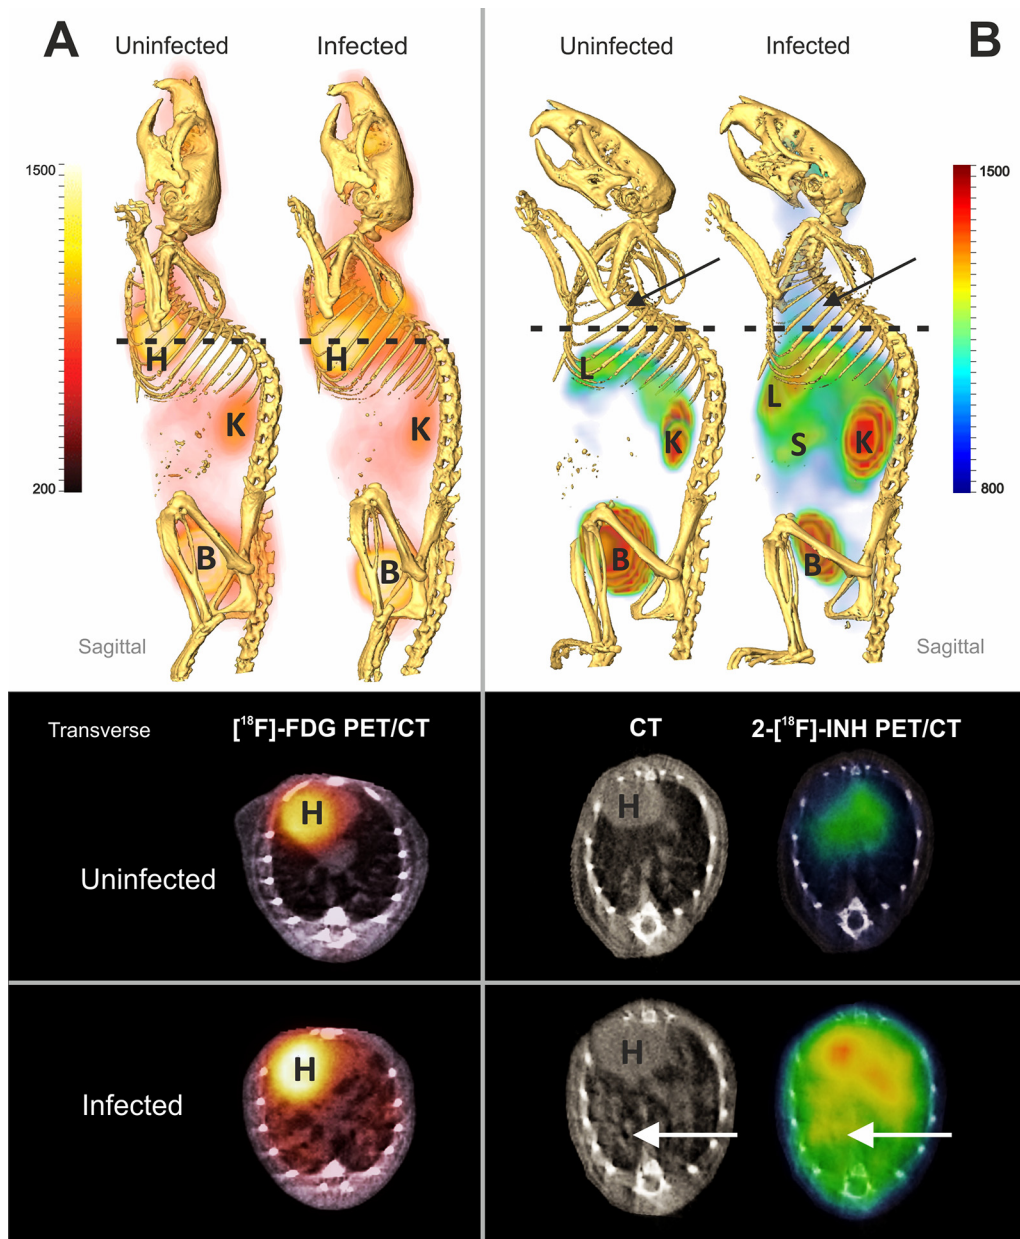 A
Uninfected
Infected
1500
200
H
H
K
K
B
B
Sagittal
Uninfected
Infected
B
1500
800
L
L
S
K
K
B
B
Sagittal
Transverse
[¹⁸F]-FDG PET/CT
CT
2-[¹⁸F]-INH PET/CT
Uninfected
H
H
Infected
H
H